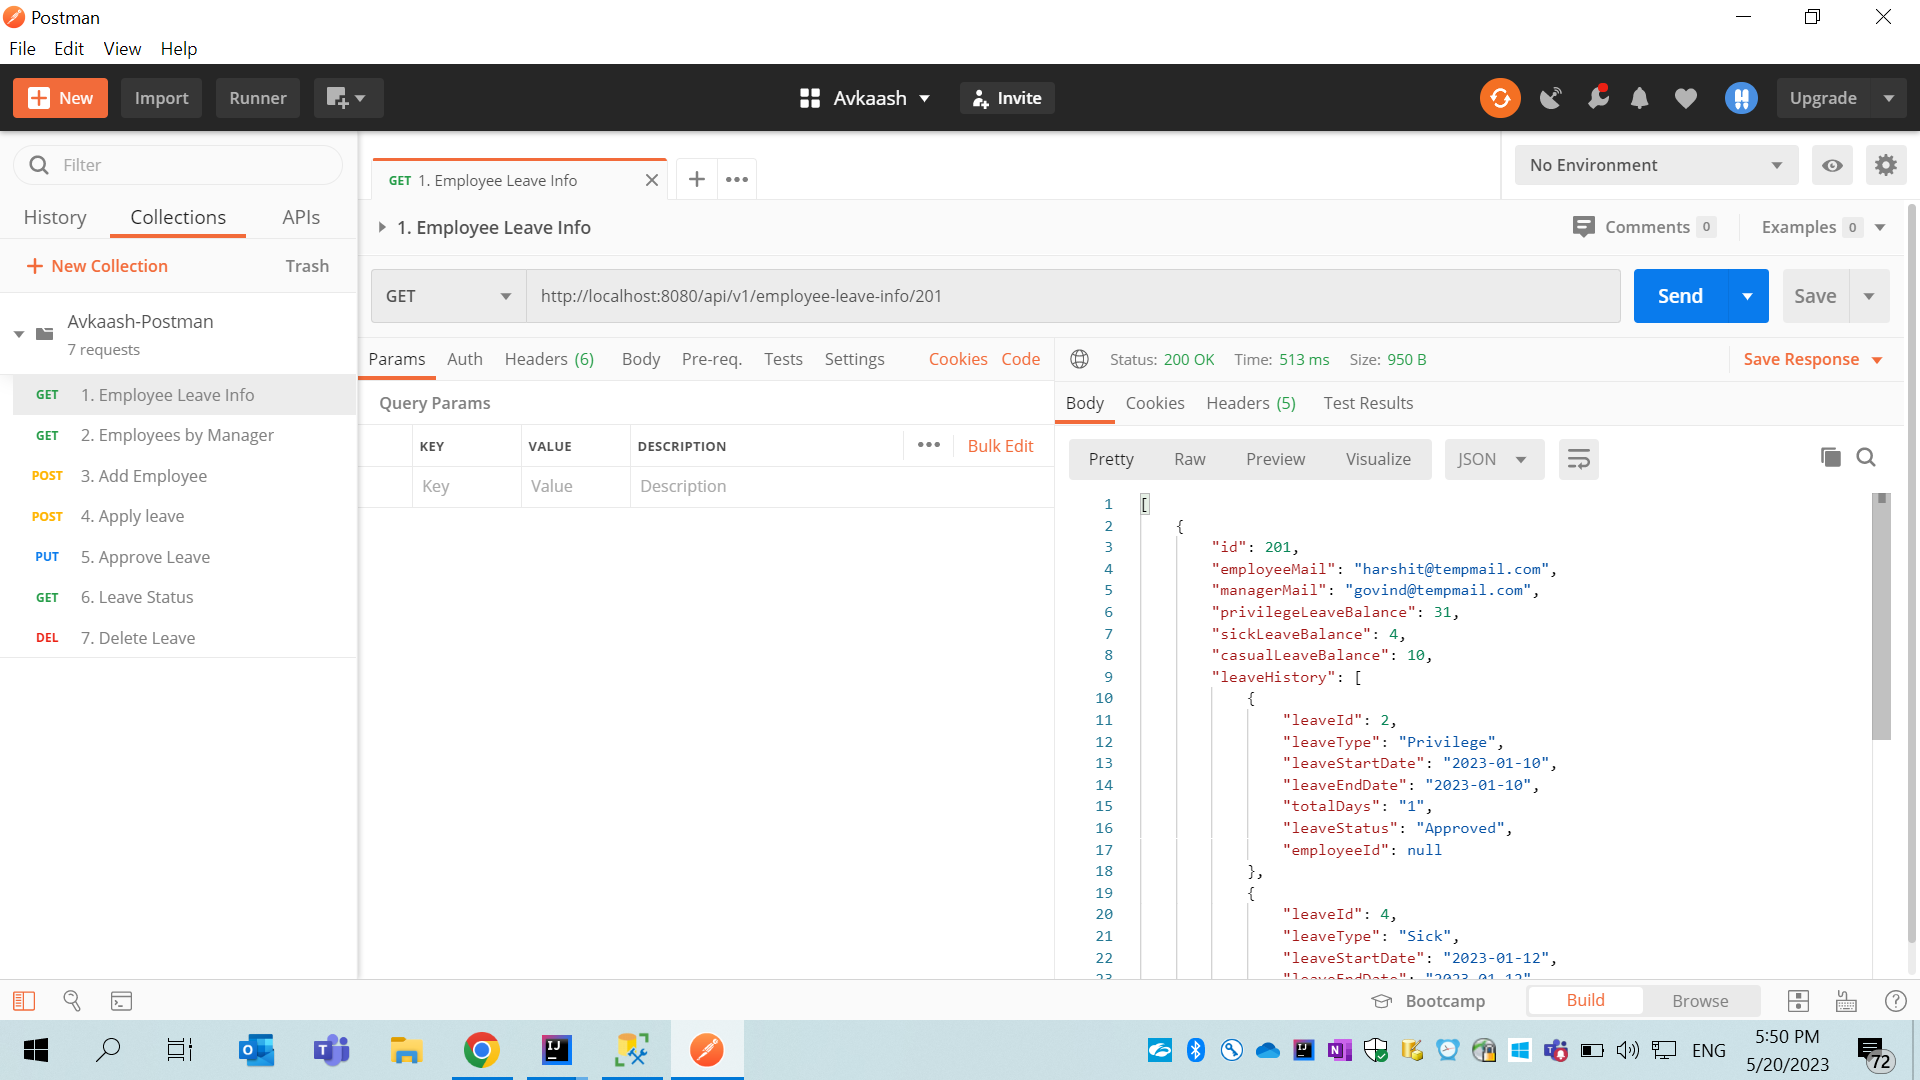 Postman
File Edit View Help
New Import Runner Avkaash Invite Upgrade
Filter
History Collections APIs
New Collection Trash
Avkaash-Postman
7 requests
GET 1. Employee Leave Info
GET 2. Employees by Manager
POST 3. Add Employee
POST 4. Apply leave
PUT 5. Approve Leave
GET 6. Leave Status
DEL 7. Delete Leave
GET 1. Employee Leave Info
No Environment
1. Employee Leave Info
Comments 0 Examples 0
GET http://localhost:8080/api/v1/employee-leave-info/201 Send Save
Params Auth Headers (6) Body Pre-req. Tests Settings Cookies Code
Query Params
KEY VALUE DESCRIPTION Bulk Edit
Key Value Description
Status: 200 OK Time: 513 ms Size: 950 B Save Response
Body Cookies Headers (5) Test Results
Pretty Raw Preview Visualize JSON
1 [
2 {
3 "id": 201,
4 "employeeMail": "harshit@tempmail.com",
5 "managerMail": "govind@tempmail.com",
6 "privilegeLeaveBalance": 31,
7 "sickLeaveBalance": 4,
8 "casualLeaveBalance": 10,
9 "leaveHistory": [
10 {
11 "leaveId": 2,
12 "leaveType": "Privilege",
13 "leaveStartDate": "2023-01-10",
14 "leaveEndDate": "2023-01-10",
15 "totalDays": "1",
16 "leaveStatus": "Approved",
17 "employeeId": null
18 },
19 {
20 "leaveId": 4,
21 "leaveType": "Sick",
22 "leaveStartDate": "2023-01-12",
23 "leaveEndDate": "2023-01-12"
Bootcamp Build Browse
ENG
5:50 PM
5/20/2023
72